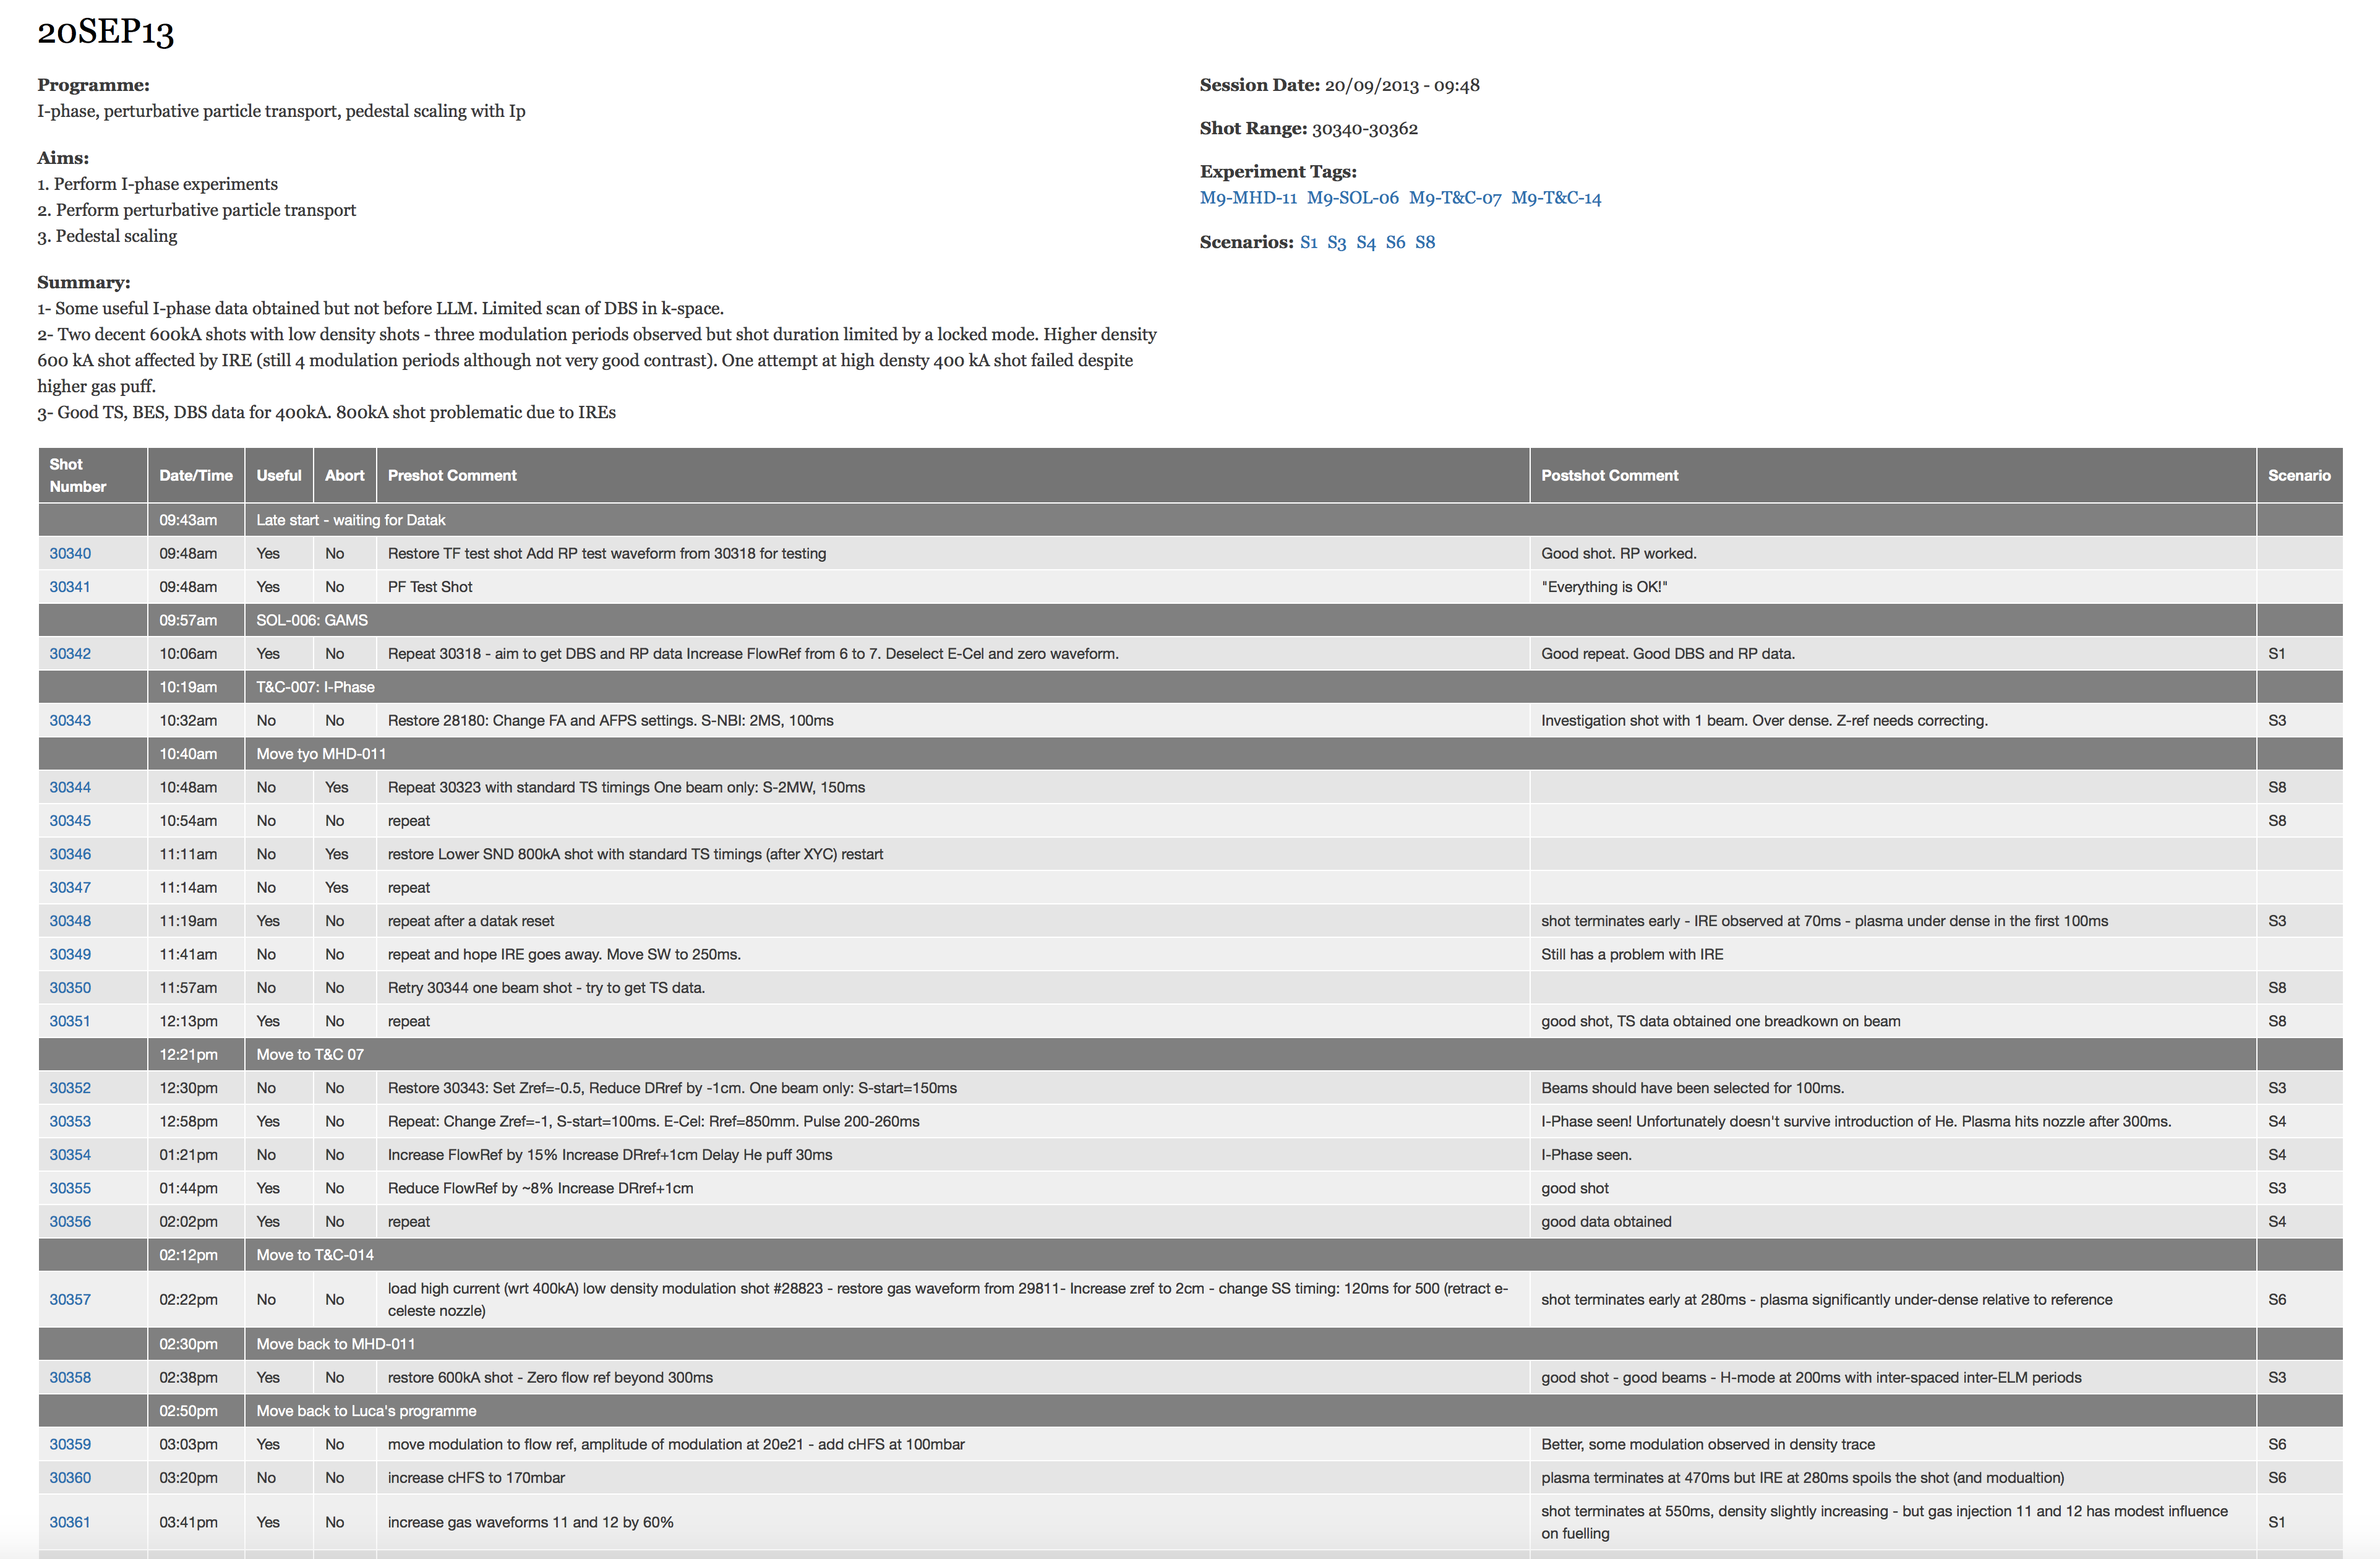 20SEP13
Programme:
I-phase, perturbative particle transport, pedestal scaling with Ip
Aims:
1. Perform I-phase experiments
2. Perform perturbative particle transport
3. Pedestal scaling
Summary:
1- Some useful I-phase data obtained but not before LLM. Limited scan of DBS in k-space.
2- Two decent 600kA shots with low density shots - three modulation periods observed but shot duration limited by a locked mode. Higher density
600 kA shot affected by IRE (still 4 modulation periods although not very good contrast). One attempt at high densty 400 kA shot failed despite
higher gas puff.
3- Good TS, BES, DBS data for 400kA. 800kA shot problematic due to IREs
Session Date: 20/09/2013 - 09:48
Shot Range: 30340-30362
Experiment Tags:
M9-MHD-11 M9-SOL-06 M9-T&C-07 M9-T&C-14
Scenarios: S1 S3 S4 S6 S8
Shot Number Date/Time Useful Abort Preshot Comment Postshot Comment Scenario
09:43am Late start - waiting for Datak
30340 09:48am Yes No Restore TF test shot Add RP test waveform from 30318 for testing Good shot. RP worked.
30341 09:48am Yes No PF Test Shot "Everything is OK!"
09:57am SOL-006: GAMS
30342 10:06am Yes No Repeat 30318 - aim to get DBS and RP data Increase FlowRef from 6 to 7. Deselect E-Cel and zero waveform. Good repeat. Good DBS and RP data. S1
10:19am T&C-007: I-Phase
30343 10:32am No No Restore 28180: Change FA and AFPS settings. S-NBI: 2MS, 100ms Investigation shot with 1 beam. Over dense. Z-ref needs correcting. S3
10:40am Move tyo MHD-011
30344 10:48am No Yes Repeat 30323 with standard TS timings One beam only: S-2MW, 150ms S8
30345 10:54am No No repeat S8
30346 11:11am No Yes restore Lower SND 800kA shot with standard TS timings (after XYC) restart
30347 11:14am No Yes repeat
30348 11:19am Yes No repeat after a datak reset shot terminates early - IRE observed at 70ms - plasma under dense in the first 100ms S3
30349 11:41am No No repeat and hope IRE goes away. Move SW to 250ms. Still has a problem with IRE
30350 11:57am No No Retry 30344 one beam shot - try to get TS data. S8
30351 12:13pm Yes No repeat good shot, TS data obtained one breadkown on beam S8
12:21pm Move to T&C 07
30352 12:30pm No No Restore 30343: Set Zref=-0.5, Reduce DRref by -1cm. One beam only: S-start=150ms Beams should have been selected for 100ms. S3
30353 12:58pm Yes No Repeat: Change Zref=-1, S-start=100ms. E-Cel: Rref=850mm. Pulse 200-260ms I-Phase seen! Unfortunately doesn't survive introduction of He. Plasma hits nozzle after 300ms. S4
30354 01:21pm No No Increase FlowRef by 15% Increase DRref+1cm Delay He puff 30ms I-Phase seen. S4
30355 01:44pm Yes No Reduce FlowRef by ~8% Increase DRref+1cm good shot S3
30356 02:02pm Yes No repeat good data obtained S4
02:12pm Move to T&C-014
30357 02:22pm No No load high current (wrt 400kA) low density modulation shot #28823 - restore gas waveform from 29811- Increase zref to 2cm - change SS timing: 120ms for 500 (retract e-
celeste nozzle) shot terminates early at 280ms - plasma significantly under-dense relative to reference S6
02:30pm Move back to MHD-011
30358 02:38pm Yes No restore 600kA shot - Zero flow ref beyond 300ms good shot - good beams - H-mode at 200ms with inter-spaced inter-ELM periods S3
02:50pm Move back to Luca's programme
30359 03:03pm Yes No move modulation to flow ref, amplitude of modulation at 20e21 - add cHFS at 100mbar Better, some modulation observed in density trace S6
30360 03:20pm No No increase cHFS to 170mbar plasma terminates at 470ms but IRE at 280ms spoils the shot (and modualtion) S6
30361 03:41pm Yes No increase gas waveforms 11 and 12 by 60% shot terminates at 550ms, density slightly increasing - but gas injection 11 and 12 has modest influence
on fuelling S1